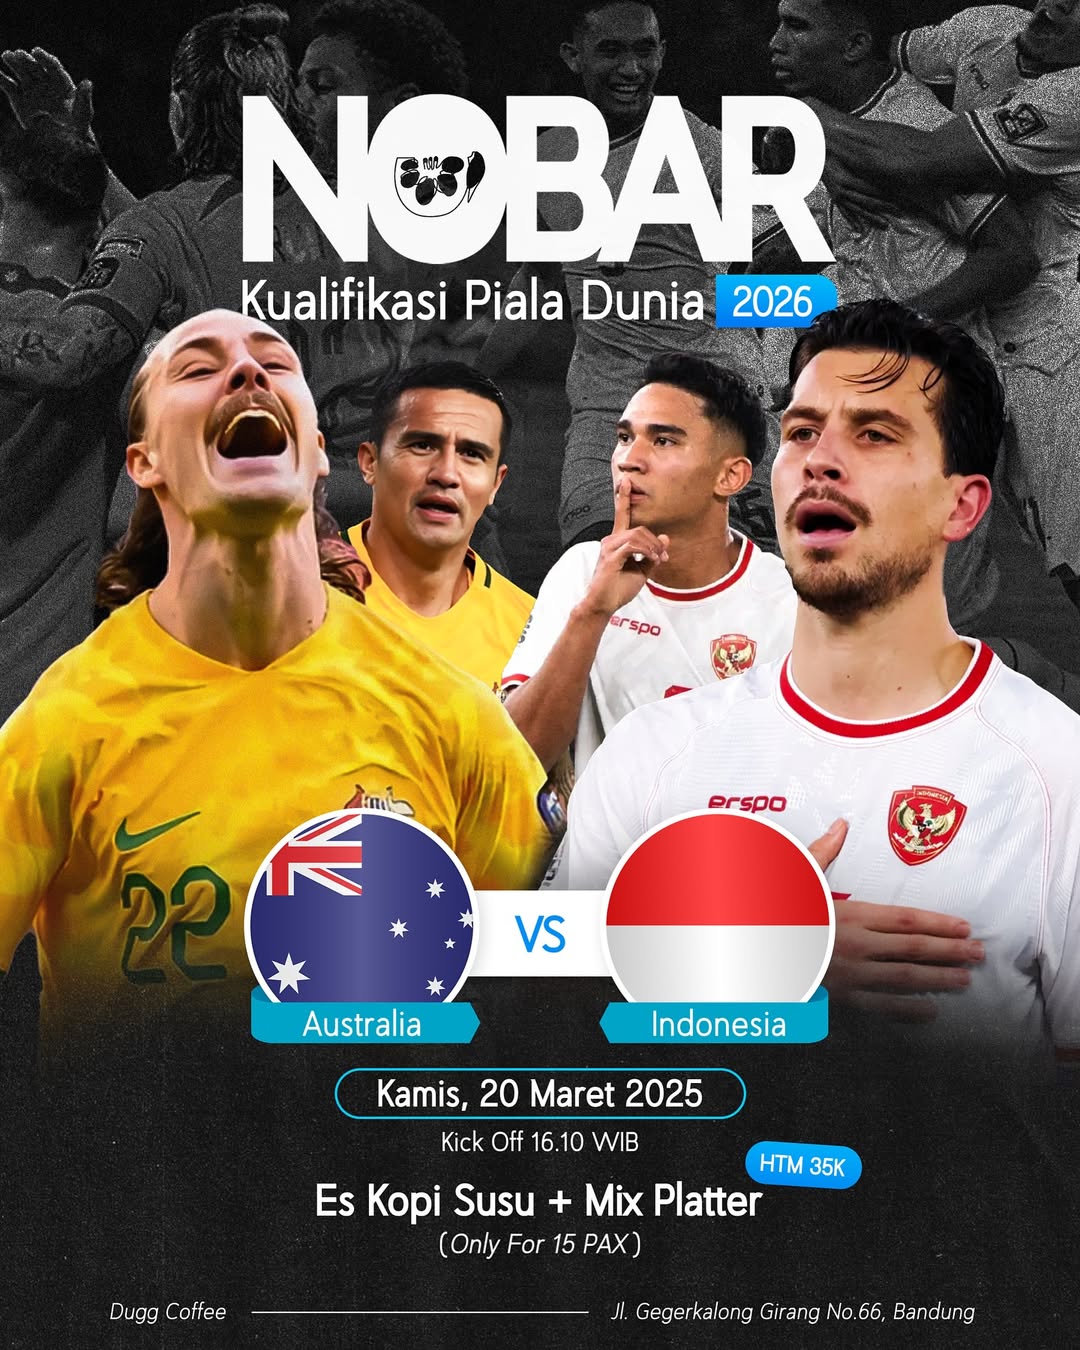 NOBAR
Kualifikasi Piala Dunia 2026
erspo
erspo
INDONESIA
22
VS
Australia
Indonesia
Kamis, 20 Maret 2025
Kick Off 16.10 WIB
HTM 35K
Es Kopi Susu + Mix Platter
(Only For 15 PAX)
Dugg Coffee
Jl. Gegerkalong Girang No.66, Bandung